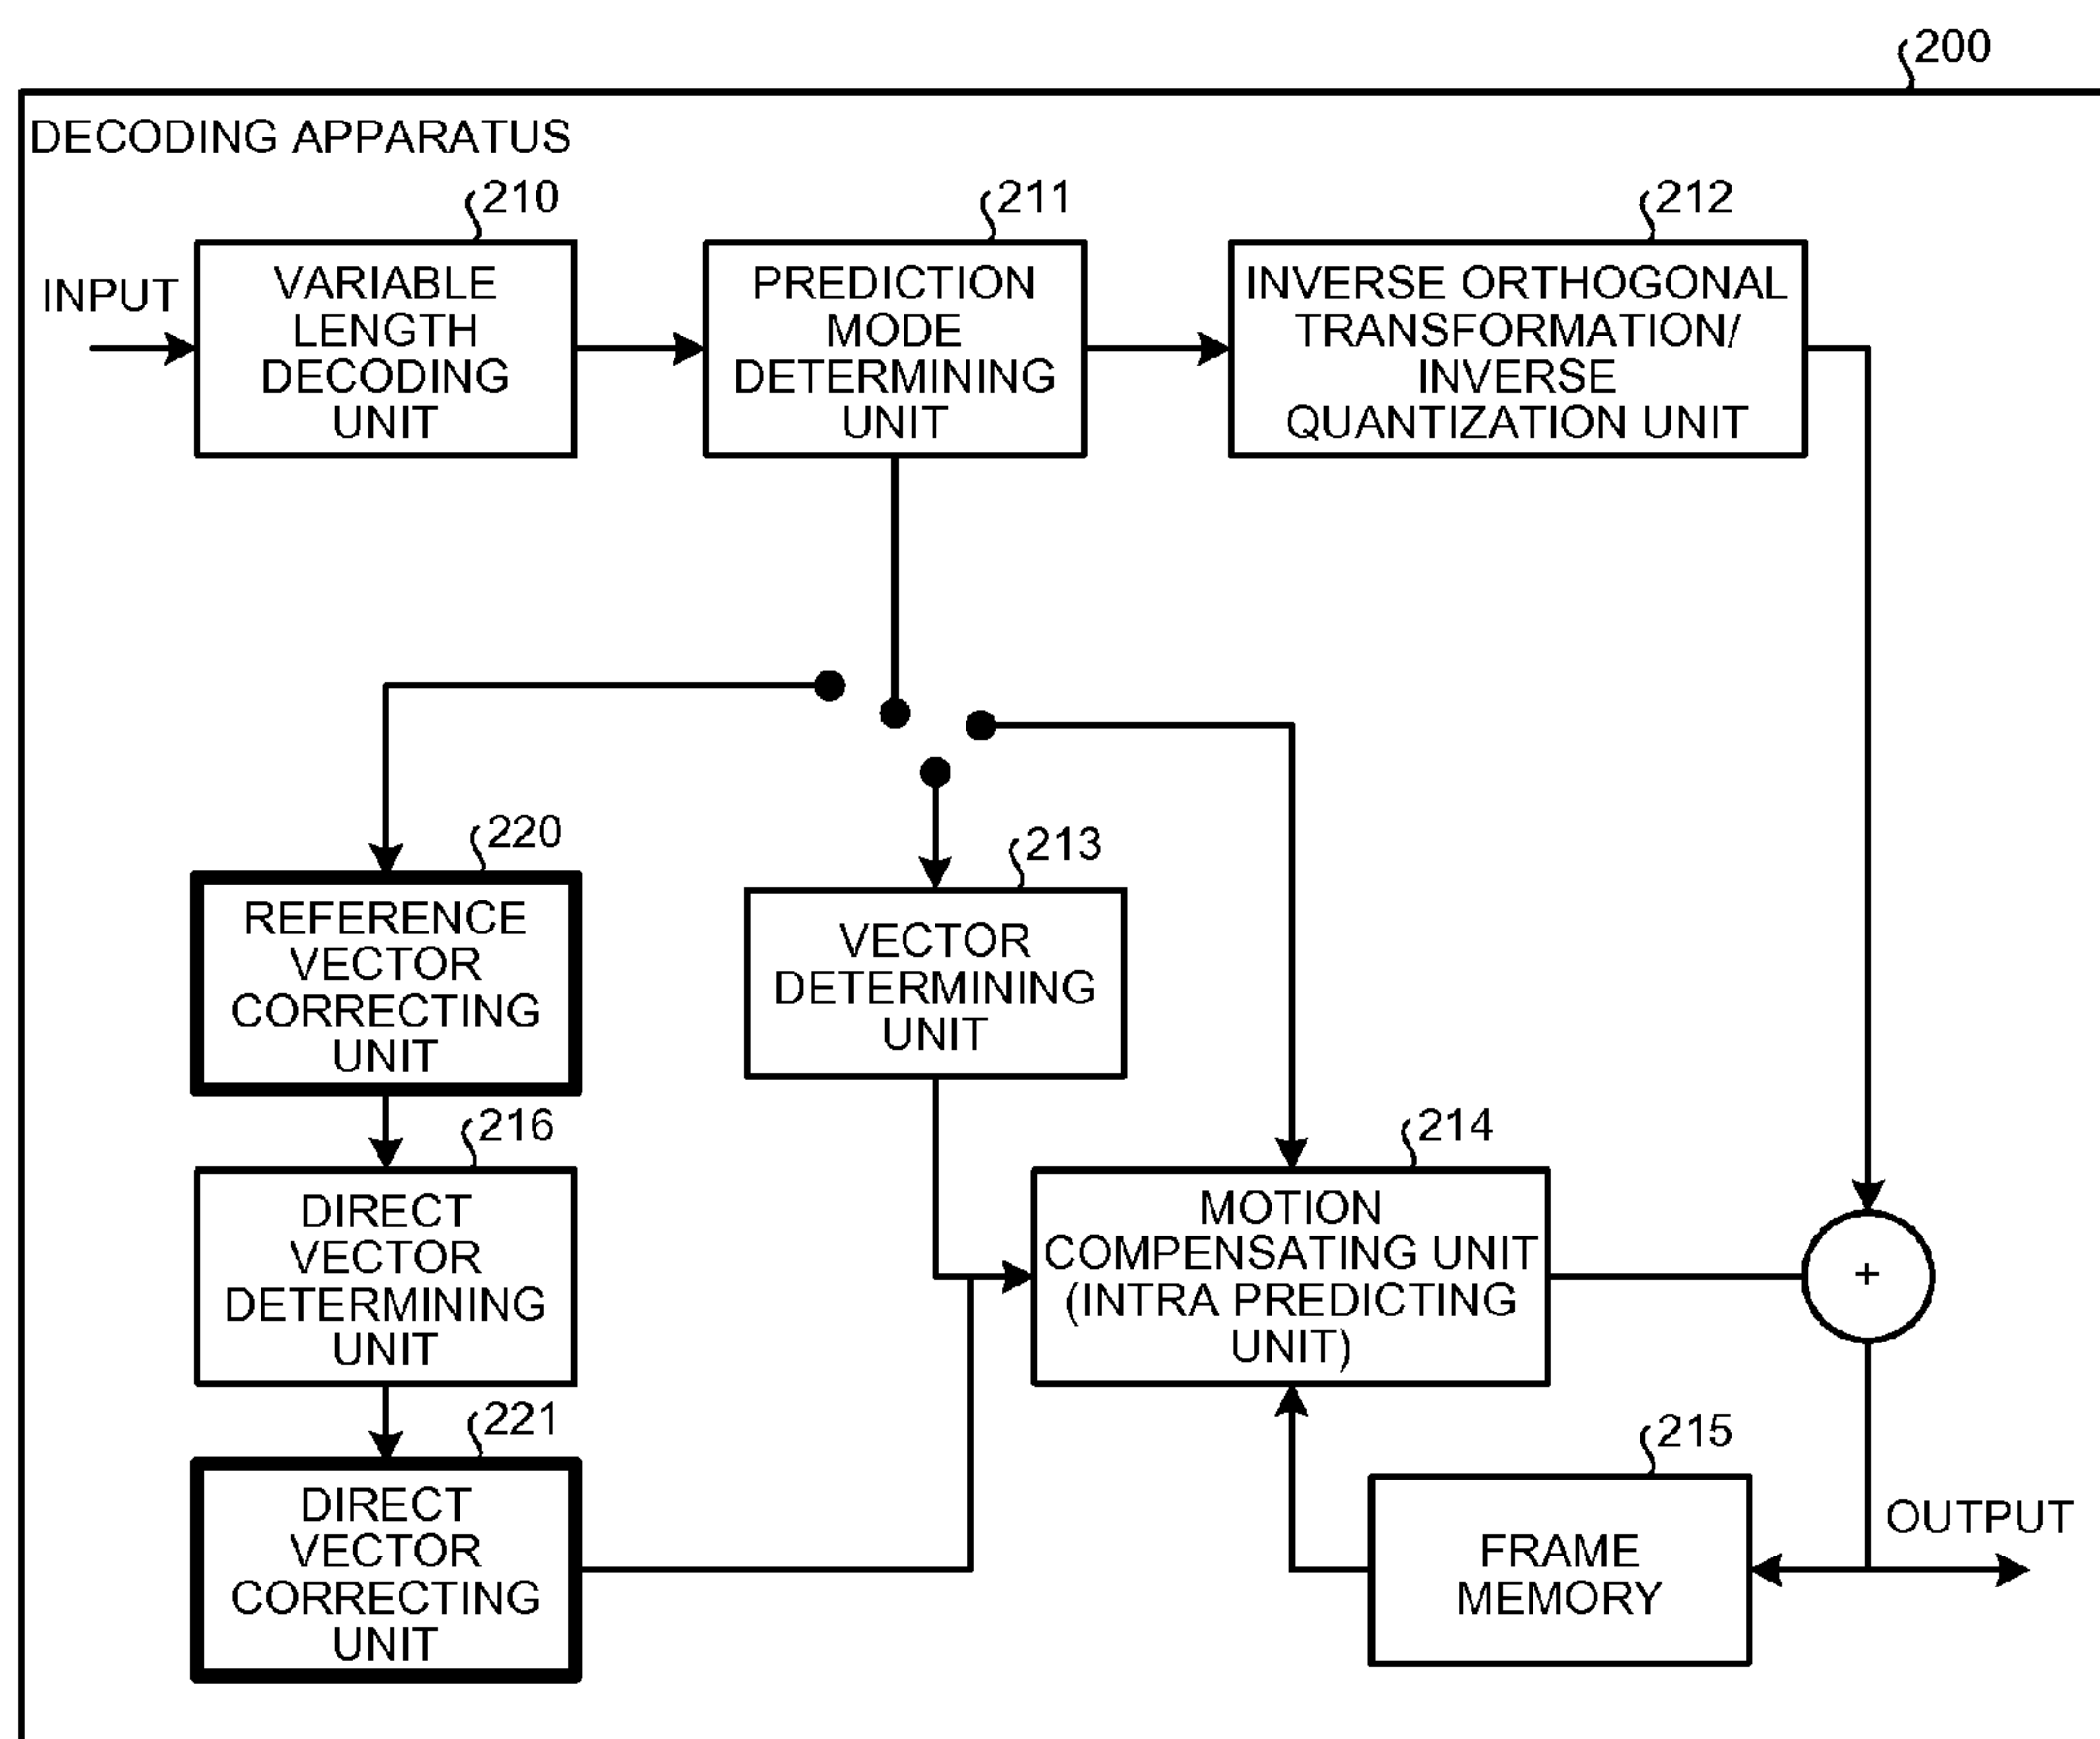 200
DECODING APPARATUS
210
211
212
INPUT
VARIABLE
LENGTH
DECODING
UNIT
PREDICTION
MODE
DETERMINING
UNIT
INVERSE ORTHOGONAL
TRANSFORMATION/
INVERSE
QUANTIZATION UNIT
220
REFERENCE
VECTOR
CORRECTING
UNIT
213
VECTOR
DETERMINING
UNIT
216
DIRECT
VECTOR
DETERMINING
UNIT
214
MOTION
COMPENSATING UNIT
(INTRA PREDICTING
UNIT)
+
221
DIRECT
VECTOR
CORRECTING
UNIT
215
FRAME
MEMORY
OUTPUT